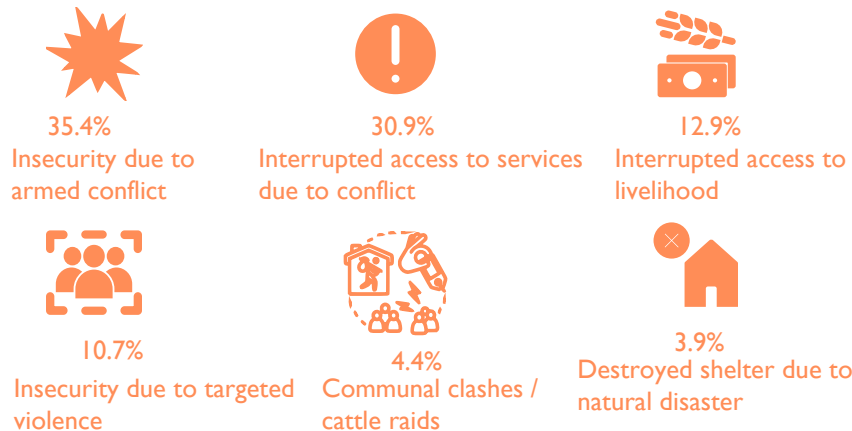 35.4%
Insecurity due to
armed conflict
30.9%
Interrupted access to services
due to conflict
12.9%
Interrupted access to
livelihood
10.7%
Insecurity due to targeted
violence
4.4%
Communal clashes /
cattle raids
3.9%
Destroyed shelter due to
natural disaster